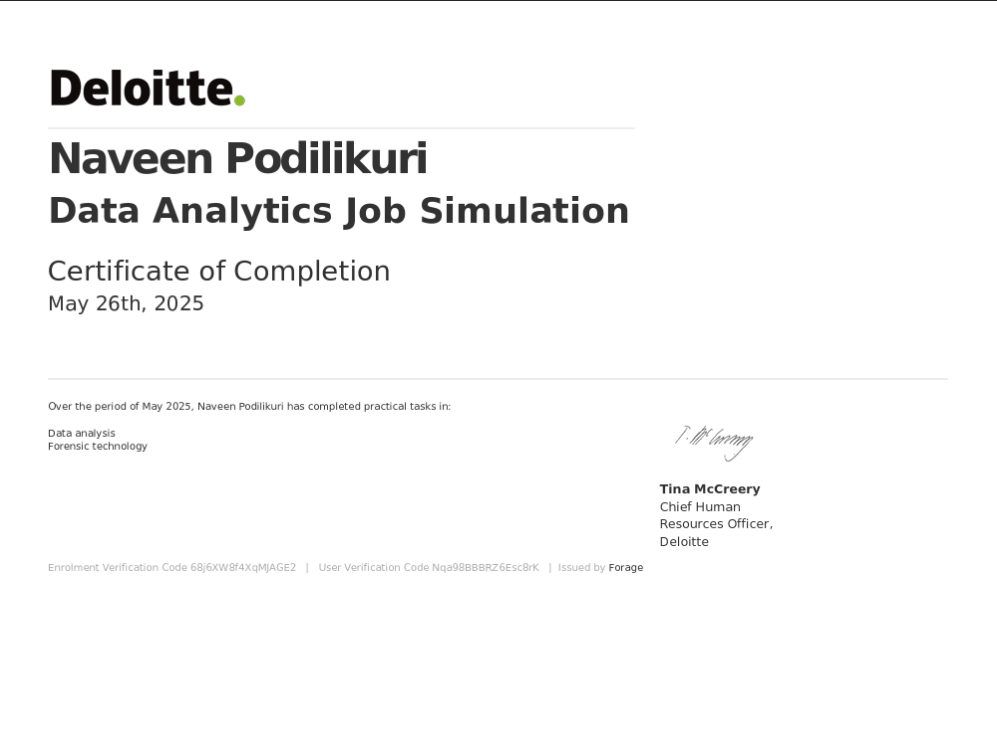 Deloitte.
Naveen Podilikuri
Data Analytics Job Simulation
Certificate of Completion
May 26th, 2025
Over the period of May 2025, Naveen Podilikuri has completed practical tasks in:
Data analysis
Forensic technology
T. McCreery
Tina McCreery
Chief Human
Resources Officer,
Deloitte
Enrolment Verification Code 68j6XW8f4XqMJAGE2 | User Verification Code Nqa98BBBRZ6Esc8rK | Issued by Forage